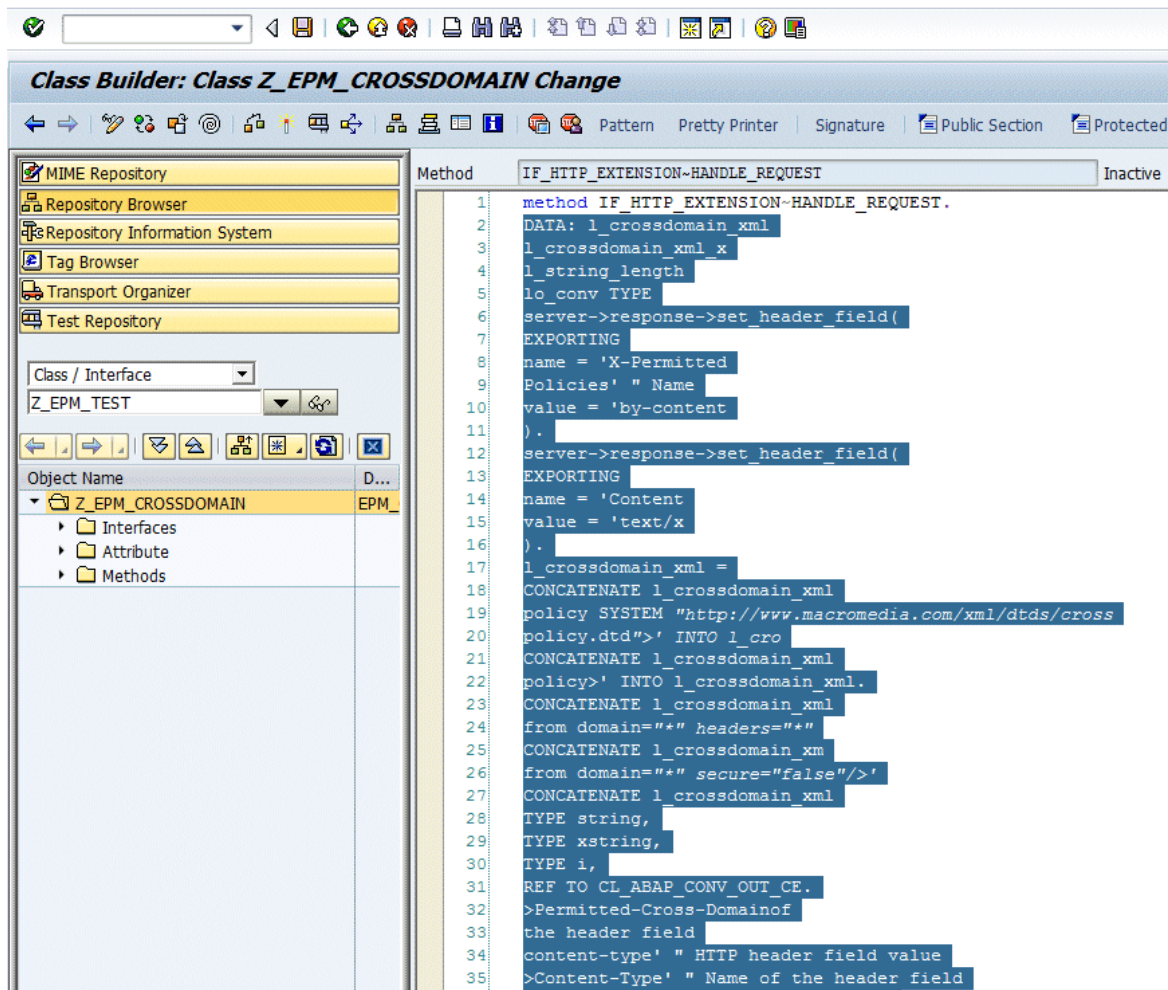 Class Builder: Class Z_EPM_CROSSDOMAIN Change
Pattern Pretty Printer Signature Public Section Protected
MIME Repository
Repository Browser
Repository Information System
Tag Browser
Transport Organizer
Test Repository
Class / Interface
Z_EPM_TEST
Object Name D...
Z_EPM_CROSSDOMAIN EPM_
Interfaces
Attribute
Methods
Method IF_HTTP_EXTENSION~HANDLE_REQUEST Inactive
1 method IF_HTTP_EXTENSION~HANDLE_REQUEST.
2 DATA: l_crossdomain_xml
3 l_crossdomain_xml_x
4 l_string_length
5 lo_conv TYPE
6 server->response->set_header_field(
7 EXPORTING
8 name = 'X-Permitted
9 Policies' " Name
10 value = 'by-content
11 ).
12 server->response->set_header_field(
13 EXPORTING
14 name = 'Content
15 value = 'text/x
16 ).
17 l_crossdomain_xml =
18 CONCATENATE l_crossdomain_xml
19 policy SYSTEM "http://www.macromedia.com/xml/dtds/cross
20 policy.dtd">' INTO l_cro
21 CONCATENATE l_crossdomain_xml
22 policy>' INTO l_crossdomain_xml.
23 CONCATENATE l_crossdomain_xml
24 from domain="*" headers="*"
25 CONCATENATE l_crossdomain_xm
26 from domain="*" secure="false"/>'
27 CONCATENATE l_crossdomain_xml
28 TYPE string,
29 TYPE xstring,
30 TYPE i,
31 REF TO CL_ABAP_CONV_OUT_CE.
32 >Permitted-Cross-Domainof
33 the header field
34 content-type' " HTTP header field value
35 >Content-Type' " Name of the header field